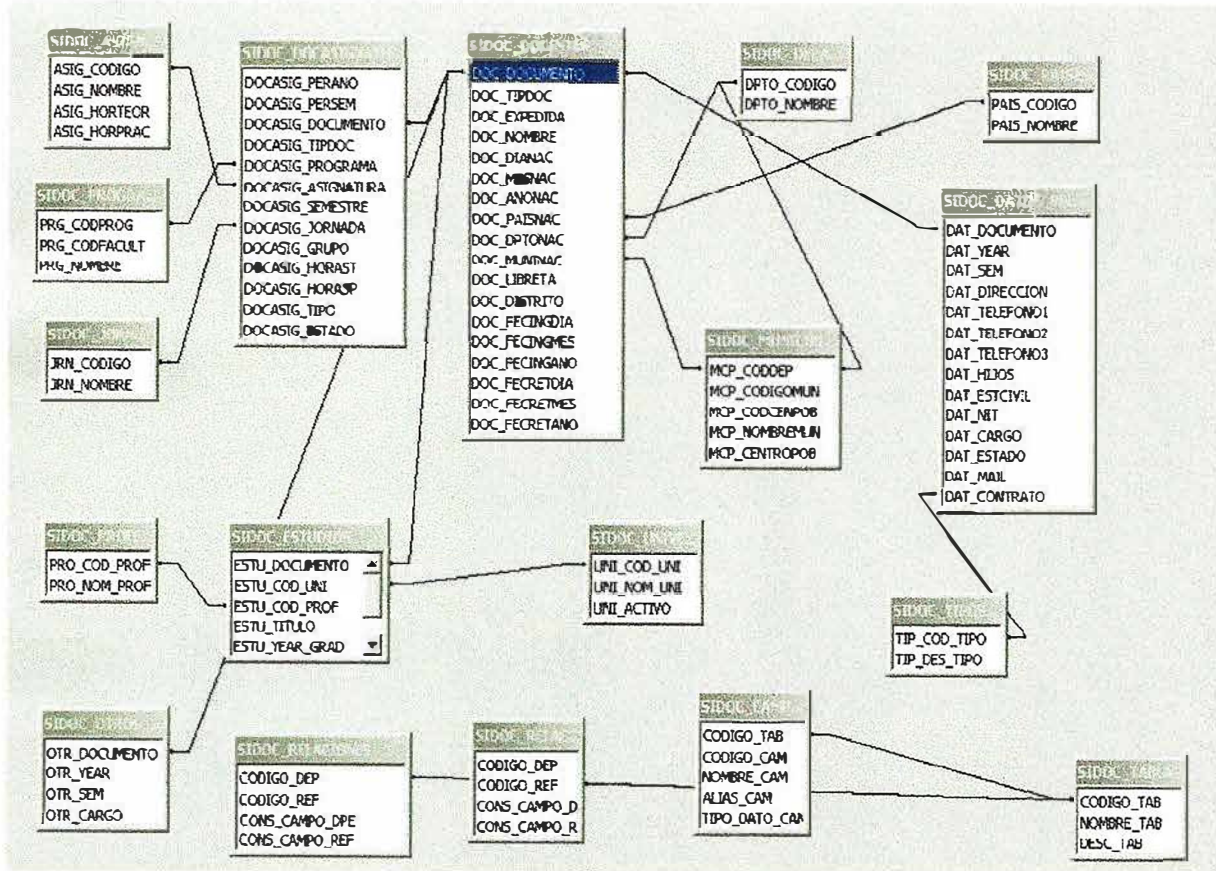 ASIG_CODIGO
ASIG_NOMBRE
ASIG_HORTEOR
ASIG_HORPRAC
DOCASIG_PERANO
DOCASIG_PERSEM
DOCASIG_DOCUMENTO
DOCASIG_TIPDOC
DOCASIG_PROGRAMA
DOCASIG_ASIGNATURA
DOCASIG_SEMESTRE
DOCASIG_JORNADA
DOCASIG_GRUPO
DOCASIG_HORAST
DOCASIG_HORASP
DOCASIG_TIPO
DOCASIG_ESTADO
DOC_DOCUMENTO
DOC_TIPDOC
DOC_EXPEDIDA
DOC_NOMBRE
DOC_DIANAC
DOC_MESNAC
DOC_ANONAC
DOC_PAISNAC
DOC_DPTONAC
DOC_MUNINAC
DOC_LIBRETA
DOC_DISTRITO
DOC_FECINGDIA
DOC_FECINGMES
DOC_FECINGANO
DOC_FECRETDIA
DOC_FECRETMES
DOC_FECRETANO
DPTO_CODIGO
DPTO_NOMBRE
PAIS_CODIGO
PAIS_NOMBRE
PRG_CODPROG
PRG_CODFACULT
PRG_NOMBRE
JRN_CODIGO
JRN_NOMBRE
MCP_CODDEP
MCP_CODIGOMUN
MCP_CODCENPOB
MCP_NOMBREMUN
MCP_CENTROPOB
DAT_DOCUMENTO
DAT_YEAR
DAT_SEM
DAT_DIRECCION
DAT_TELEFONO1
DAT_TELEFONO2
DAT_TELEFONO3
DAT_HIJOS
DAT_ESTCIVIL
DAT_NIT
DAT_CARGO
DAT_ESTADO
DAT_MAIL
DAT_CONTRATO
PRO_COD_PROF
PRO_NOM_PROF
SIDOC_ESTUDIOS
ESTU_DOCUMENTO
ESTU_COD_UNI
ESTU_COD_PROF
ESTU_TITULO
ESTU_YEAR_GRAD
UNI_COD_UNI
UNI_NOM_UNI
UNI_ACTIVO
TIP_COD_TIPO
TIP_DES_TIPO
SIDOC_OTROS
OTR_DOCUMENTO
OTR_YEAR
OTR_SEM
OTR_CARGO
SIDOC_RELACIONES
CODIGO_DEP
CODIGO_REF
CONS_CAMPO_DPE
CONS_CAMPO_REF
CODIGO_DEP
CODIGO_REF
CONS_CAMPO_D
CONS_CAMPO_R
CODIGO_TAB
CODIGO_CAM
NOMBRE_CAM
ALIAS_CAM
TIPO_DATO_CAM
CODIGO_TAB
NOMBRE_TAB
DESC_TAB